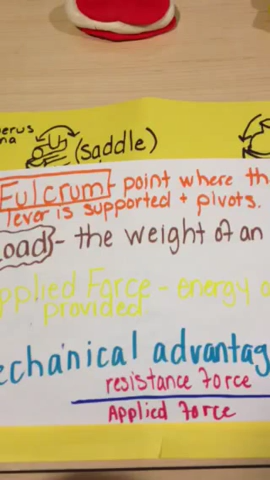 (saddle)
Fulcrum - point where th
lever is supported + pivots.
Load - the weight of an
pplied Force - energy o
provided
echanical advantag
resistance force
Applied force